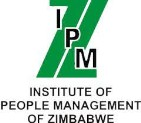 IPM
INSTITUTE OF
PEOPLE MANAGEMENT
OF ZIMBABWE